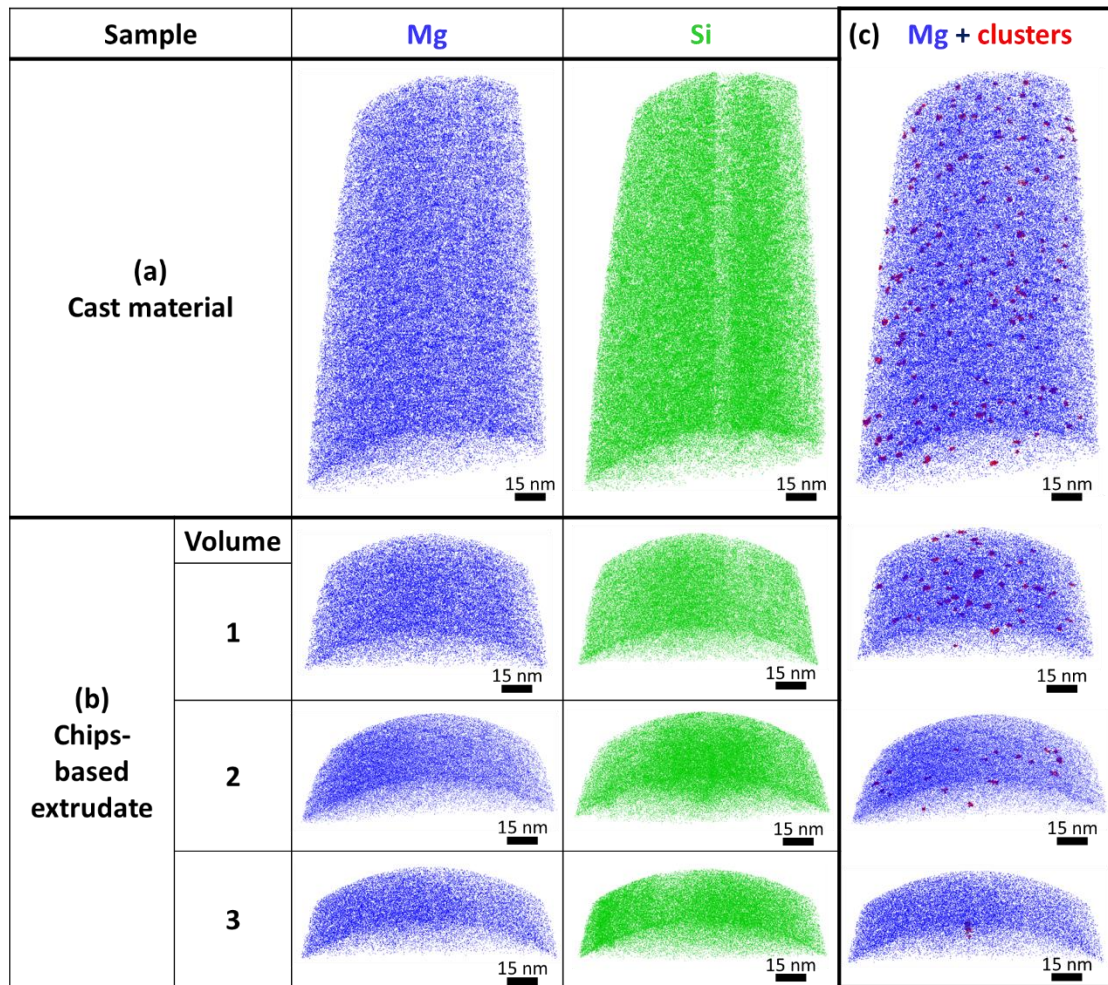 Sample Mg Si (c) Mg + clusters
(a)
Cast material
15 nm 15 nm 15 nm
Volume
1
15 nm 15 nm 15 nm
(b)
Chips-
based
extrudate
2
15 nm 15 nm 15 nm
3
15 nm 15 nm 15 nm